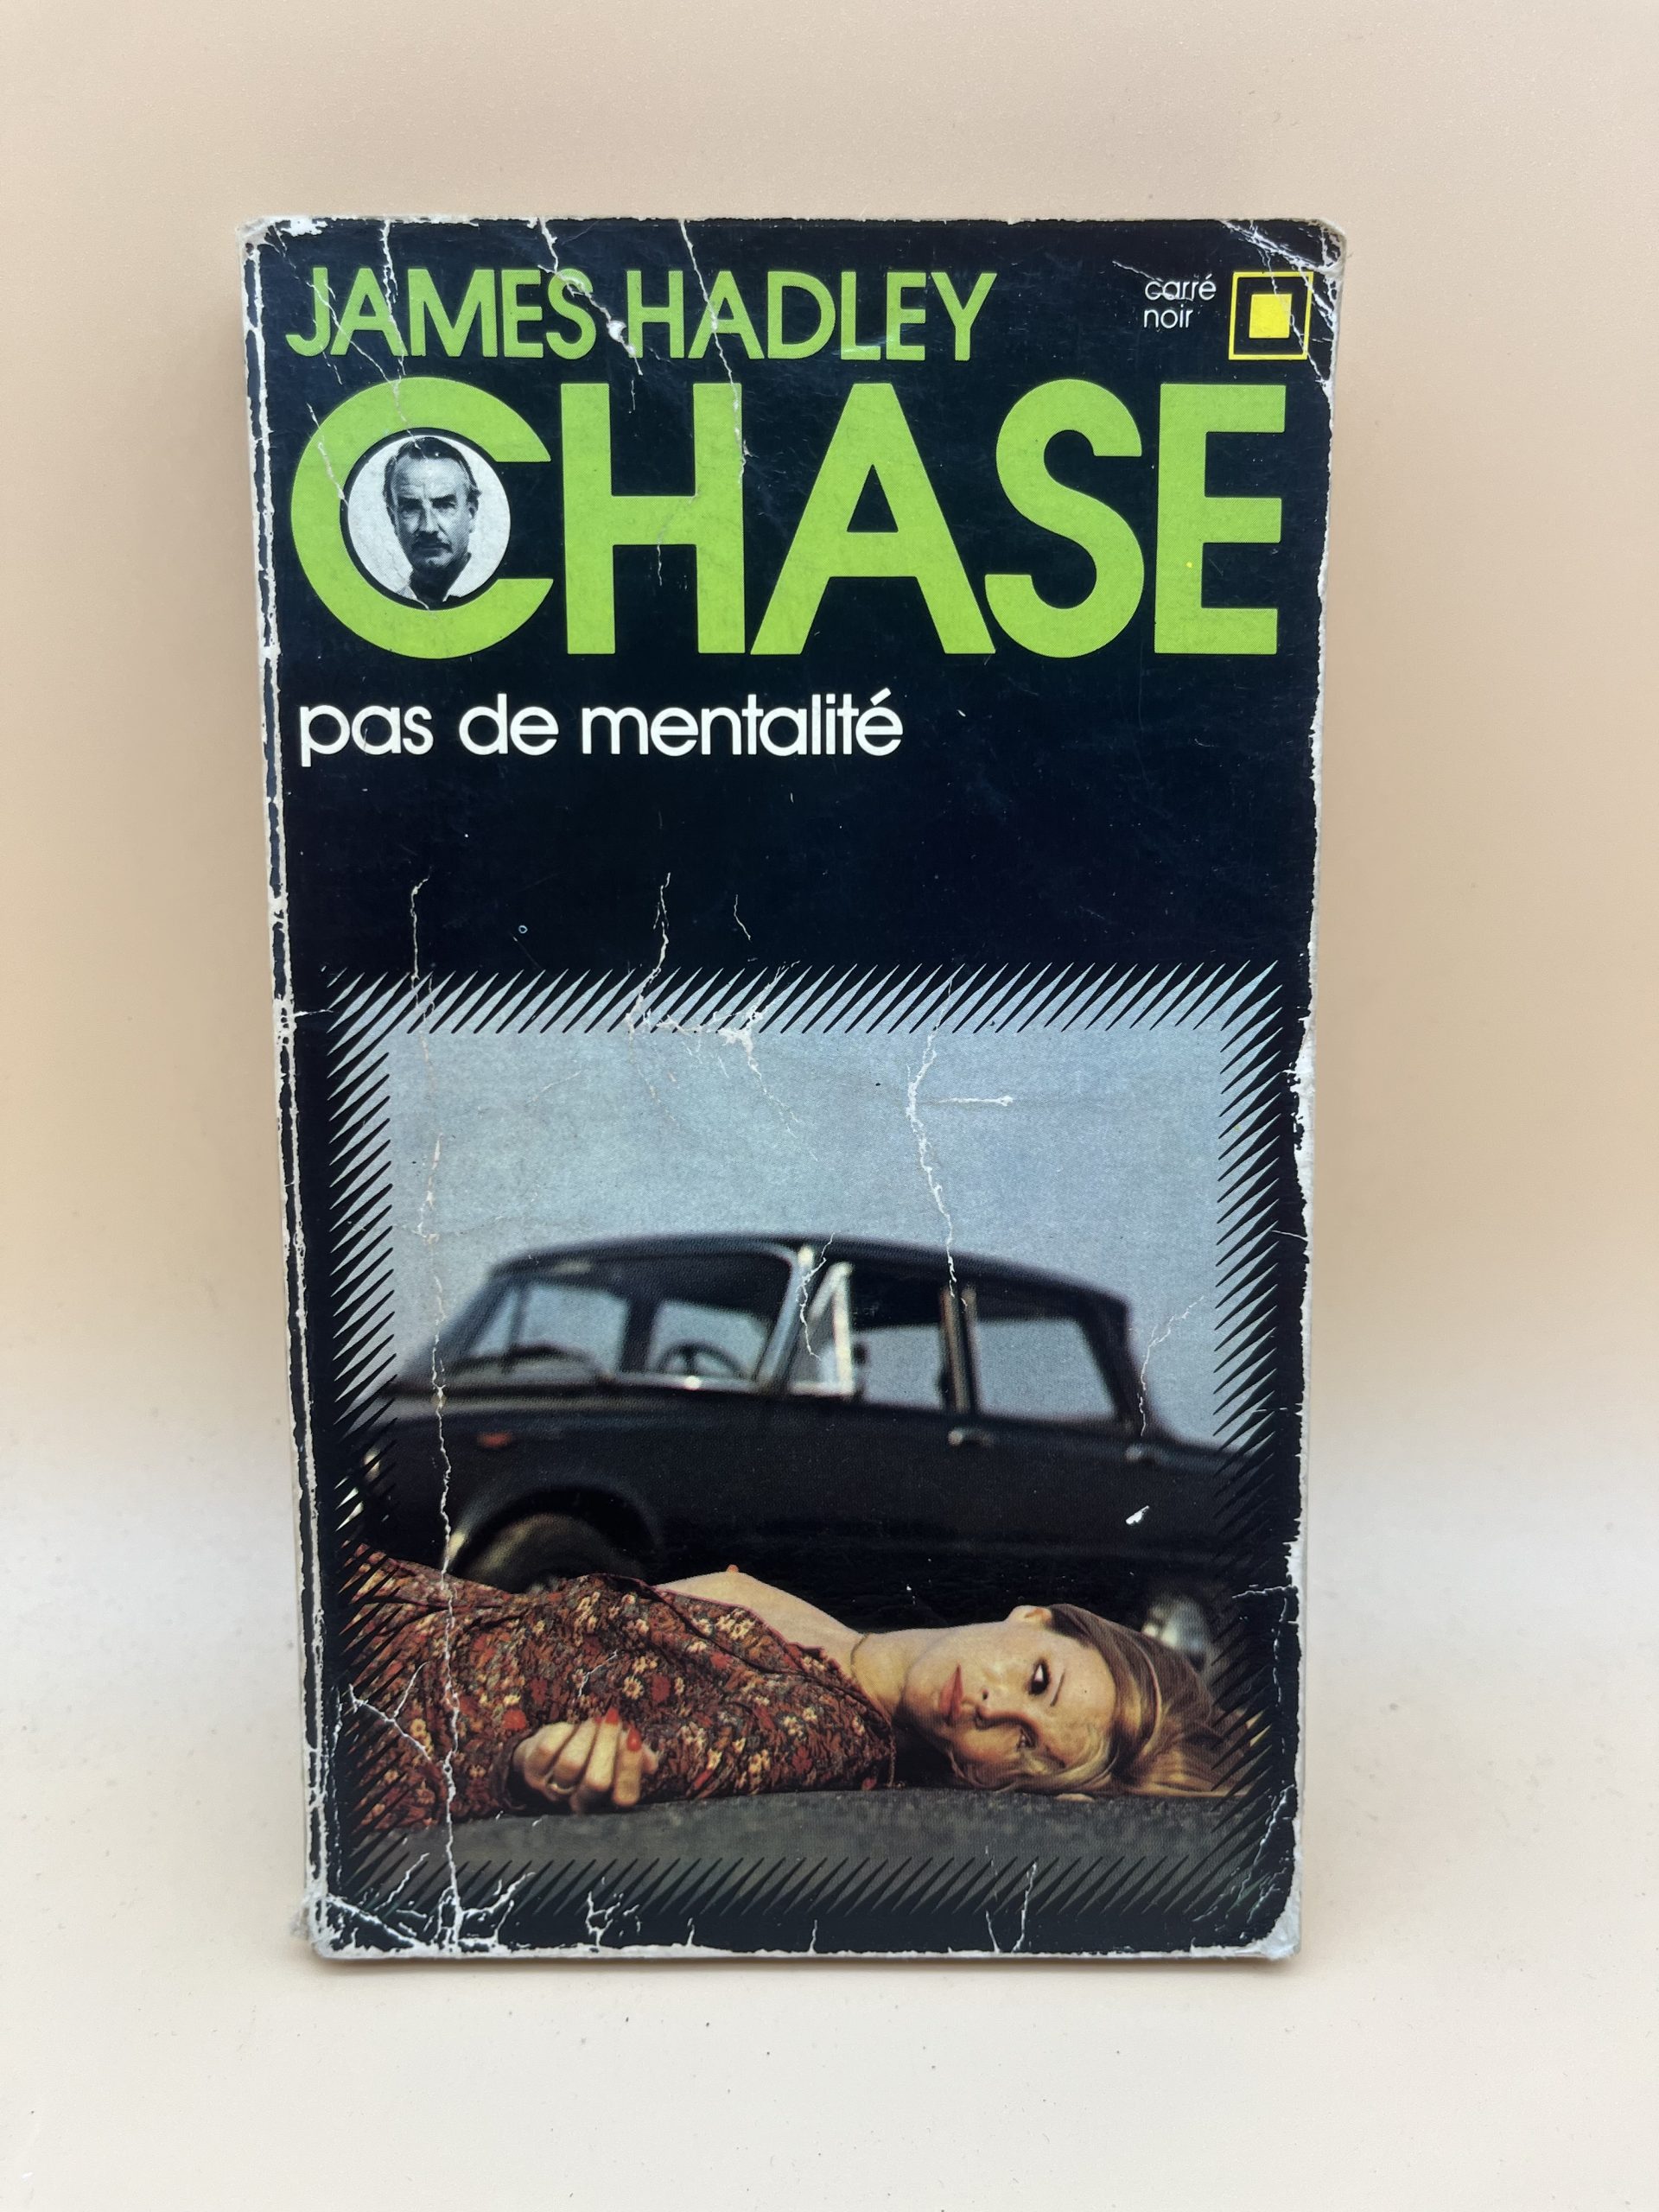 JAMES HADLEY
carré
noir
CHASE
pas de mentalité